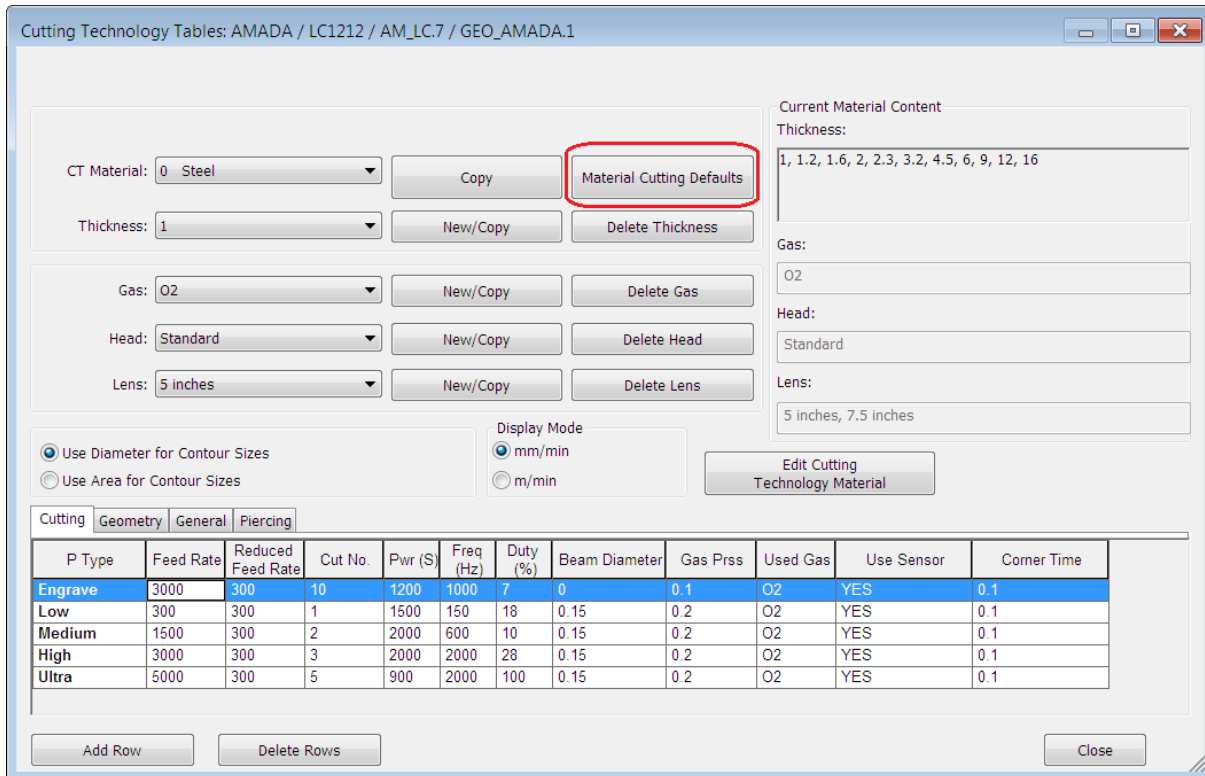 Cutting Technology Tables: AMADA / LC1212 / AM_LC.7 / GEO_AMADA.1
Current Material Content
Thickness:
1, 1.2, 1.6, 2, 2.3, 3.2, 4.5, 6, 9, 12, 16
CT Material: 0 Steel Copy Material Cutting Defaults
Thickness: 1 New/Copy Delete Thickness
Gas:
O2
Gas: O2 New/Copy Delete Gas
Head:
Standard
Head: Standard New/Copy Delete Head
Lens:
5 inches, 7.5 inches
Lens: 5 inches New/Copy Delete Lens
Use Diameter for Contour Sizes
Use Area for Contour Sizes
Display Mode
mm/min
m/min
Edit Cutting
Technology Material
Cutting Geometry General Piercing
P Type Feed Rate Reduced Feed Rate Cut No. Pwr (S) Freq (Hz) Duty (%) Beam Diameter Gas Prss Used Gas Use Sensor Corner Time
Engrave 3000 300 10 1200 1000 7 0 0.1 O2 YES 0.1
Low 300 300 1 1500 150 18 0.15 0.2 O2 YES 0.1
Medium 1500 300 2 2000 600 10 0.15 0.2 O2 YES 0.1
High 3000 300 3 2000 2000 28 0.15 0.2 O2 YES 0.1
Ultra 5000 300 5 900 2000 100 0.15 0.2 O2 YES 0.1
Add Row Delete Rows Close